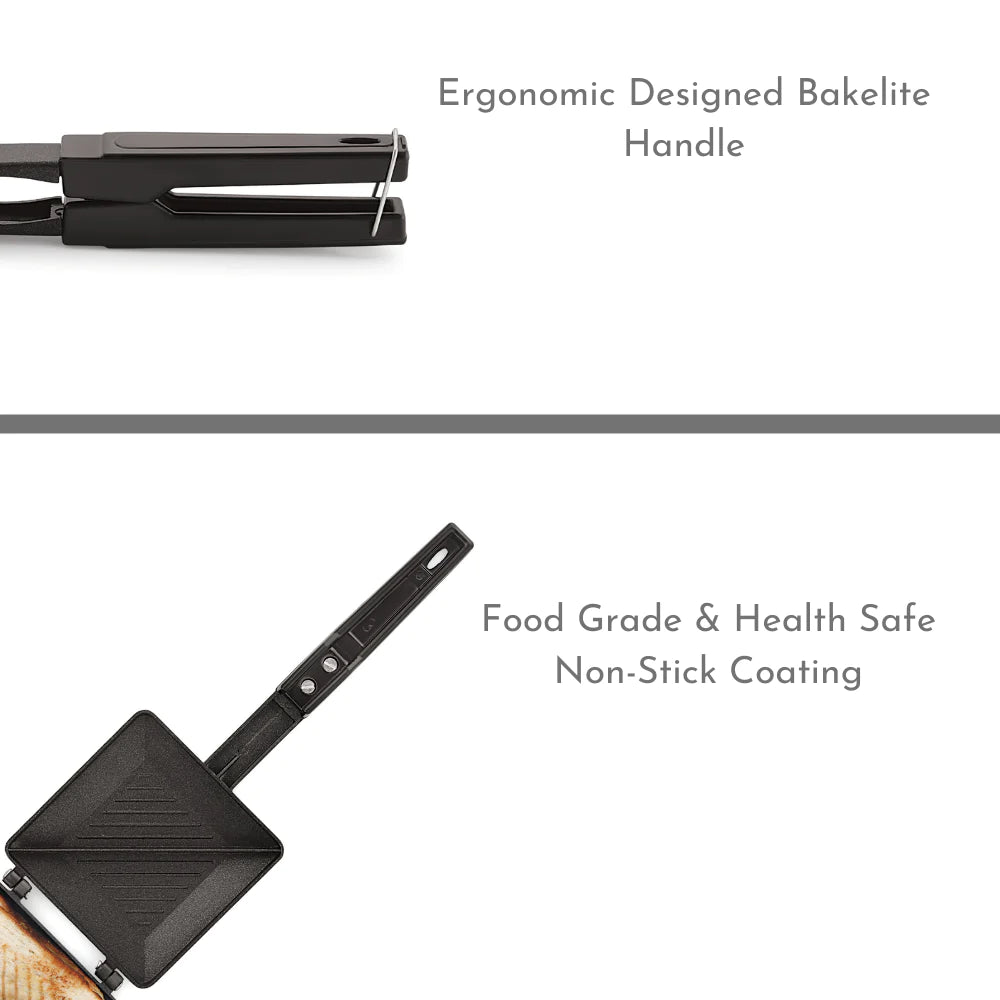 Ergonomic Designed Bakelite
Handle
Food Grade & Health Safe
Non-Stick Coating